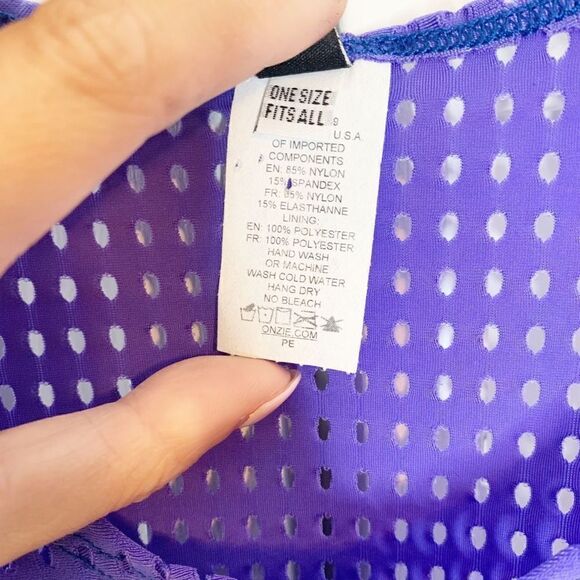 ONE SIZE
FITS ALL
9
U.S.A.
OF IMPORTED
COMPONENTS
EN: 85% NYLON
15% SPANDEX
FR: 85% NYLON
15% ELASTHANNE
LINING:
EN: 100% POLYESTER
FR: 100% POLYESTER
HAND WASH
OR MACHINE
WASH COLD WATER
HANG DRY
NO BLEACH
ONZIE.COM
PE